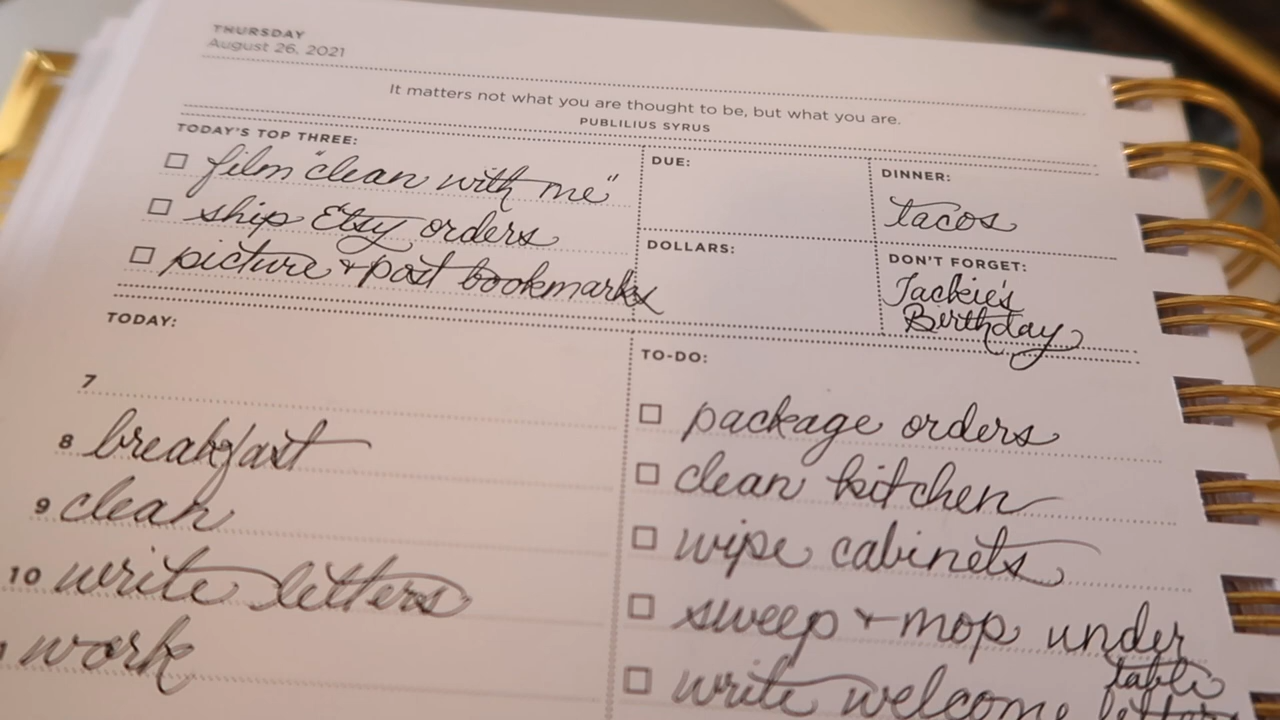 THURSDAY
August 26, 2021
It matters not what you are thought to be, but what you are.
PUBLILIUS SYRUS
TODAY'S TOP THREE:
film "clean with me"
ship Etsy orders
picture + post bookmarks
DUE:
DOLLARS:
DINNER:
tacos
DON'T FORGET:
Jackie's
Birthday
TODAY:
7
8 breakfast
9 clean
10 write letters
work
TO-DO:
package orders
clean kitchen
wipe cabinets
sweep + mop under
table
write welcome letter